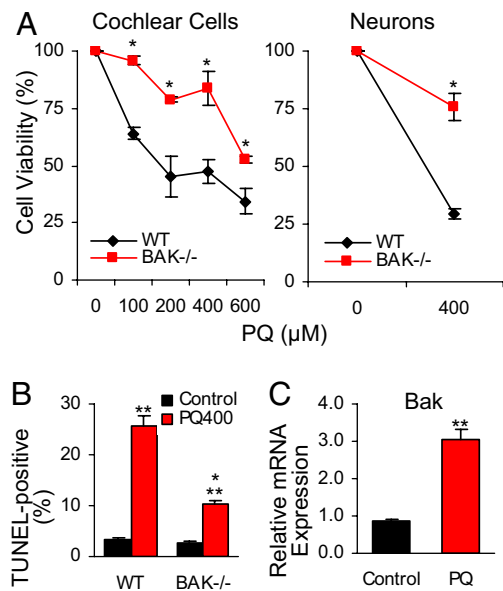 A
Cochlear Cells
Neurons
Cell Viability (%)
100
75
50
25
0
*
*
*
*
WT
BAK-/-
0 100 200 400 600
100
75
50
25
0
*
WT
BAK-/-
0 400
PQ (µM)
B
TUNEL-positive
(%)
30
20
10
0
Control
PQ400
**
*
**
WT BAK-/-
C
Bak
Relative mRNA
Expression
4.0
3.0
2.0
1.0
0.0
**
Control PQ